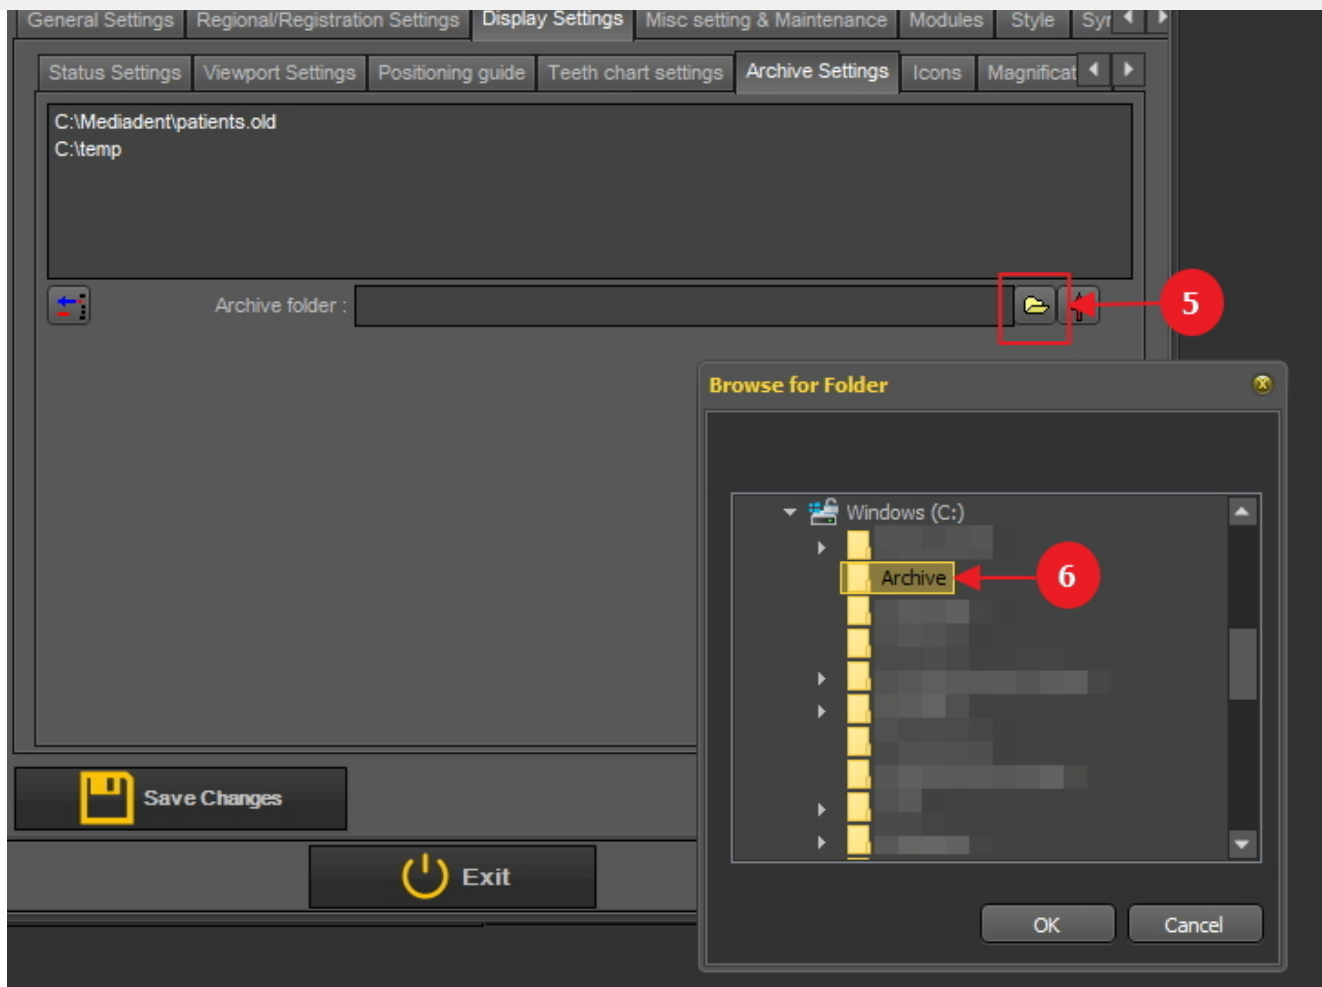 General Settings Regional/Registration Settings Display Settings Misc setting & Maintenance Modules Style Syr
Status Settings Viewport Settings Positioning guide Teeth chart settings Archive Settings Icons Magnificat
C:\Mediadent\patients.old
C:\temp
Archive folder :
5
Browse for Folder
Windows (C:)
Archive
6
Save Changes
Exit
OK Cancel